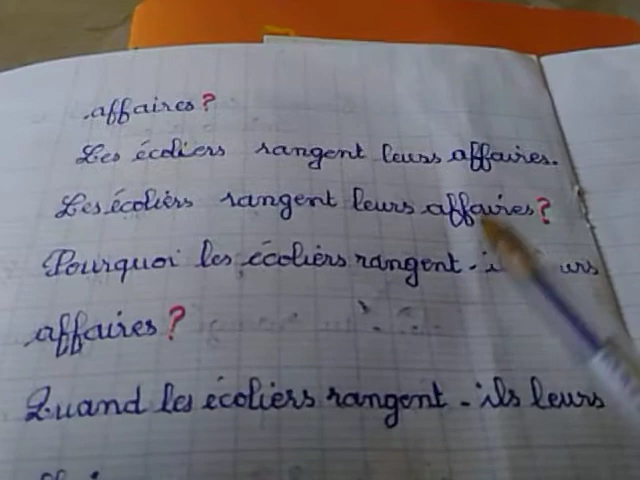 affaires?
Les écoliers rangent leurs affaires.
Les écoliers rangent leurs affaires?
Pourquoi les écoliers rangent-
affaires?
Quand les écoliers rangent-ils leurs